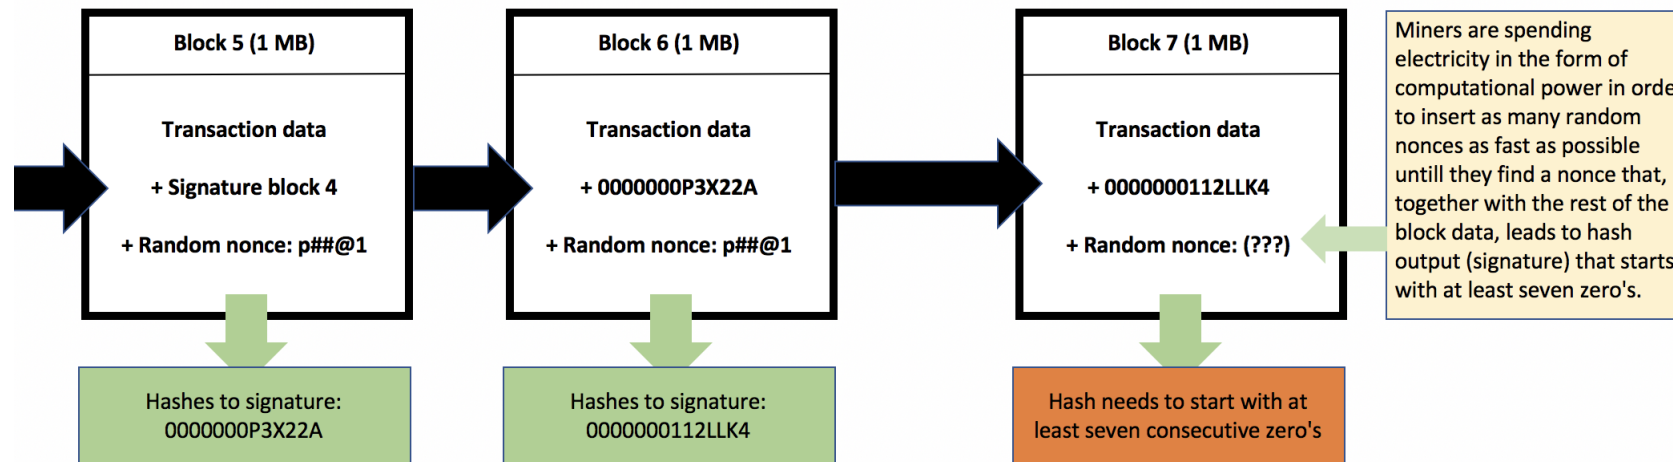 Block 5 (1 MB)
Transaction data
+ Signature block 4
+ Random nonce: p##@1
Hashes to signature:
0000000P3X22A
Block 6 (1 MB)
Transaction data
+ 0000000P3X22A
+ Random nonce: p##@1
Hashes to signature:
0000000112LLK4
Block 7 (1 MB)
Transaction data
+ 0000000112LLK4
+ Random nonce: (???)
Hash needs to start with at
least seven consecutive zero's
Miners are spending
electricity in the form of
computational power in orde
to insert as many random
nonces as fast as possible
untill they find a nonce that,
together with the rest of the
block data, leads to hash
output (signature) that starts
with at least seven zero's.